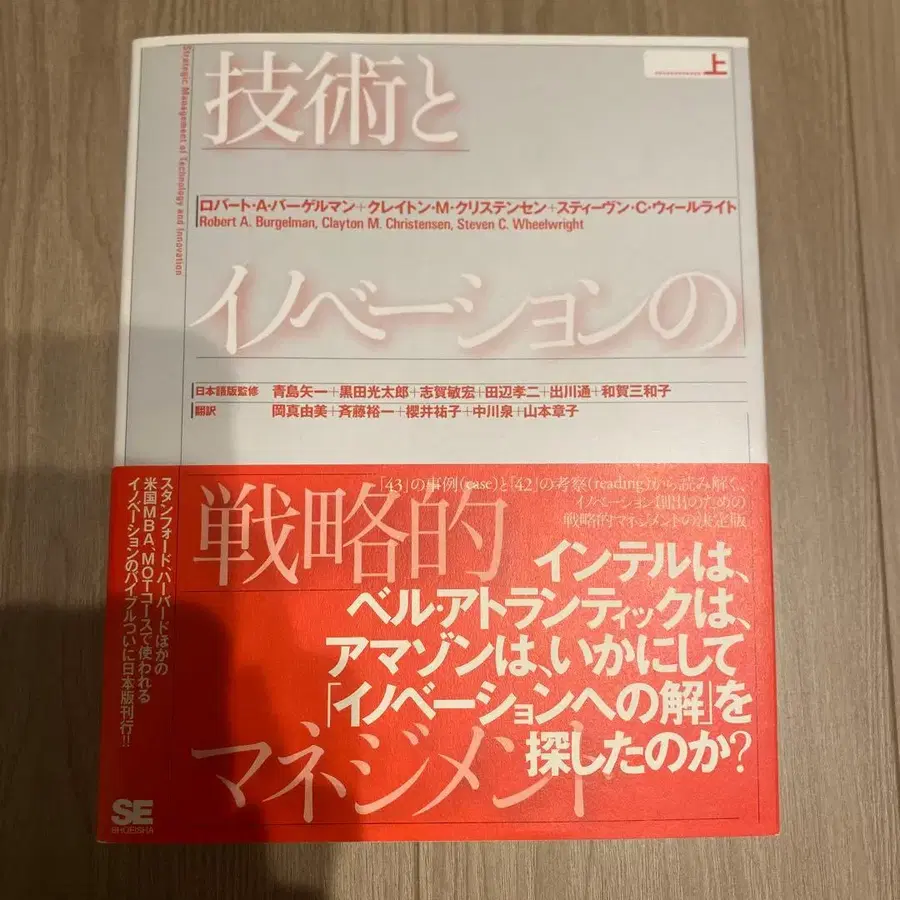 Strategic Management of Technology and Innovation
上
技術と
ロバート・A・バーゲルマン+クレイトン・M・クリステンセン+スティーヴン・C・ウィールライト
Robert A. Burgelman, Clayton M. Christensen, Steven C. Wheelwright
イノベーションの
日本語版監修 青島矢一+黒田光太郎+志賀敏宏+田辺孝二+出川通+和賀三和子
翻訳 岡真由美+斉藤裕一+櫻井祐子+中川泉+山本章子
「43」の事例(case)と「42」の考察(reading)から読み解く、
イノベーション創出のための
戦略的マネジメントの決定版
戦略的
インテルは、
ベル・アトランティックは、
アマゾンは、いかにして
「イノベーションへの解」を
探したのか?
マネジメント
スタンフォード、ハーバードほかの
米国MBA、MOTコースで使われる
イノベーションのバイブルついに日本版刊行!!
SE
SHOEISHA